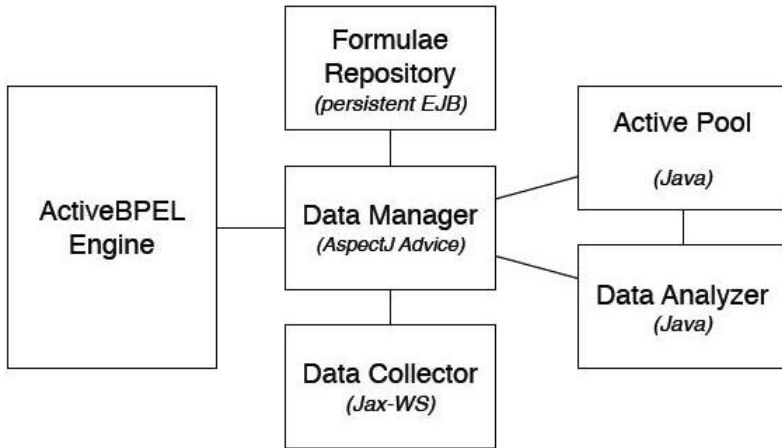 Formulae
Repository
(persistent EJB)
ActiveBPEL
Engine
Data Manager
(AspectJ Advice)
Active Pool
(Java)
Data Analyzer
(Java)
Data Collector
(Jax-WS)